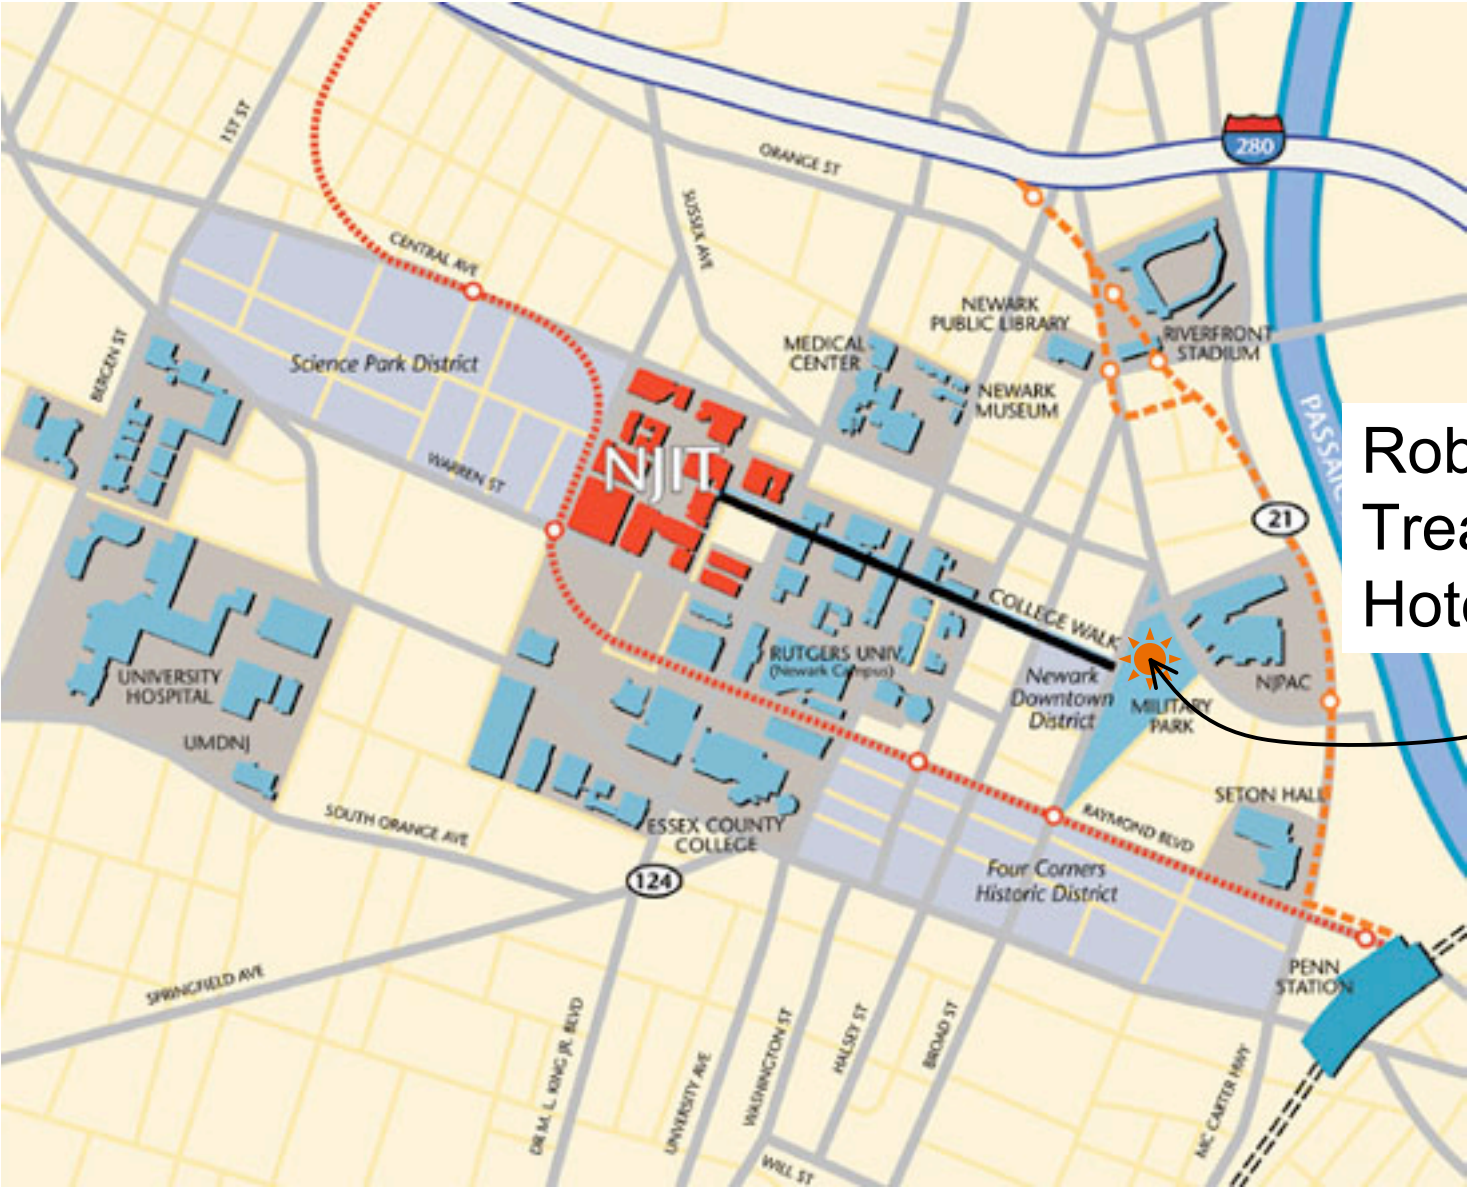 1ST ST
ORANGE ST
280
SUSSEX AVE
CENTRAL AVE
NEWARK
PUBLIC LIBRARY
RIVERFRONT
STADIUM
MEDICAL
CENTER
BERGEN ST
Science Park District
NEWARK
MUSEUM
PASSAIC
Rob
Trea
Hote
WARREN ST
NJIT
21
COLLEGE WALK
RUTGERS UNIV.
(Newark Campus)
Newark
Downtown
District
NJPAC
MILITARY
PARK
UNIVERSITY
HOSPITAL
UMDNJ
SETON HALL
SOUTH ORANGE AVE
ESSEX COUNTY
COLLEGE
RAYMOND BLVD
124
Four Corners
Historic District
SPRINGFIELD AVE
PENN
STATION
DR M. L. KING JR. BLVD
UNVERSITY AVE
WASHINGTON ST
HALSEY ST
BROAD ST
MC CARTER HWY
WILL ST